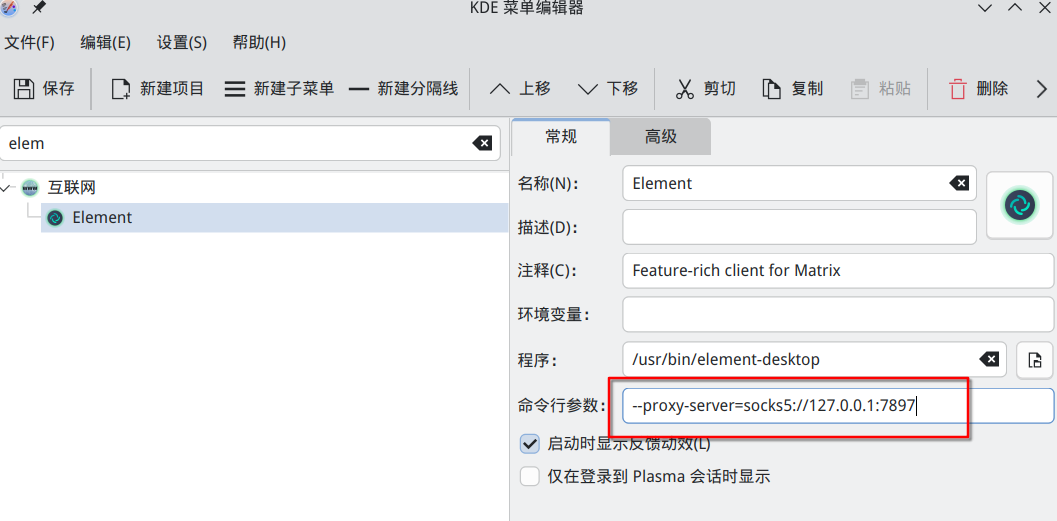 KDE 菜单编辑器
文件(F) 编辑(E) 设置(S) 帮助(H)
保存 新建项目 新建子菜单 新建分隔线 上移 下移 剪切 复制 粘贴 删除
elem
互联网
Element
常规 高级
名称(N): Element
描述(D):
注释(C): Feature-rich client for Matrix
环境变量:
程序: /usr/bin/element-desktop
命令行参数: --proxy-server=socks5://127.0.0.1:7897
启动时显示反馈动效(L)
仅在登录到 Plasma 会话时显示